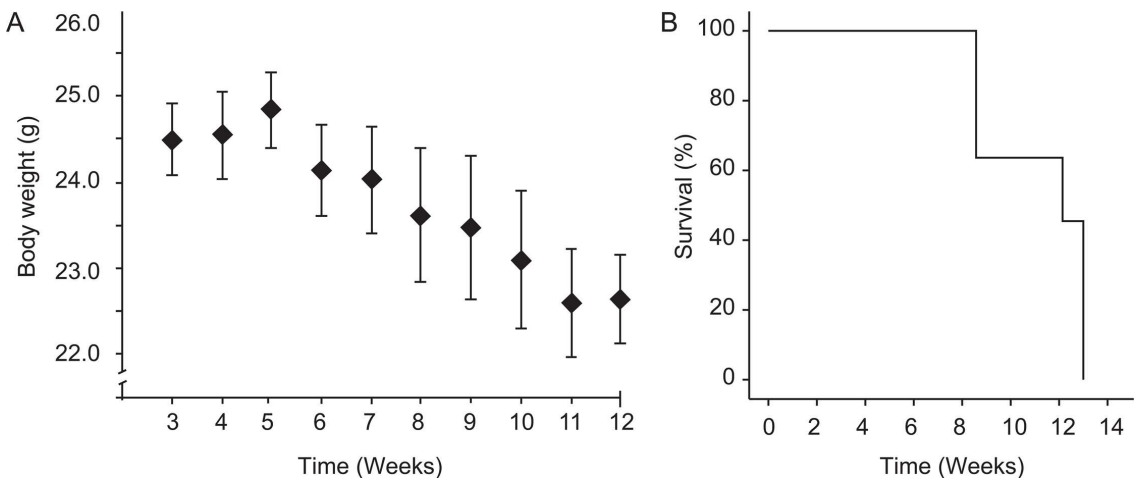 A
Body weight (g)
26.0
25.0
24.0
23.0
22.0
3 4 5 6 7 8 9 10 11 12
Time (Weeks)
B
Survival (%)
100
80
60
40
20
0
0 2 4 6 8 10 12 14
Time (Weeks)